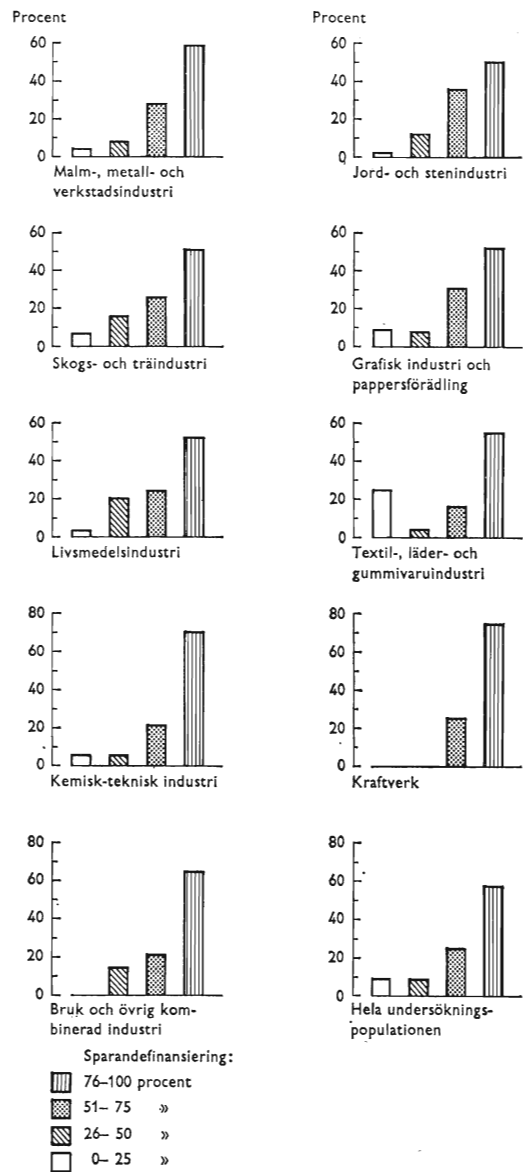 Procent
60
40
20
0
Malm-, metall- och
verkstadsindustri
Procent
60
40
20
0
Jord- och stenindustri
60
40
20
0
Skogs- och träindustri
60
40
20
0
Grafisk industri och
pappersförädling
60
40
20
0
Livsmedelsindustri
60
40
20
0
Textil-, läder- och
gummivaruindustri
80
60
40
20
0
Kemisk-teknisk industri
80
60
40
20
0
Kraftverk
80
60
40
20
0
Bruk och övrig kom-
binerad industri
80
60
40
20
0
Hela undersöknings-
populationen
Sparandefinansiering:
76–100 procent
51– 75 »
26– 50 »
0– 25 »